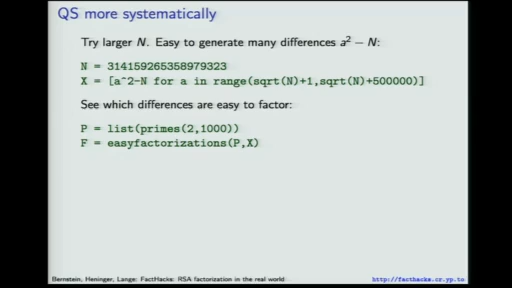 QS more systematically
Try larger N. Easy to generate many differences a² − N:
N = 314159265358979323
X = [a^2-N for a in range(sqrt(N)+1,sqrt(N)+500000)]
See which differences are easy to factor:
P = list(primes(2,1000))
F = easyfactorizations(P,X)
Bernstein, Heninger, Lange: FactHacks: RSA factorization in the real world
http://facthacks.cr.yp.to